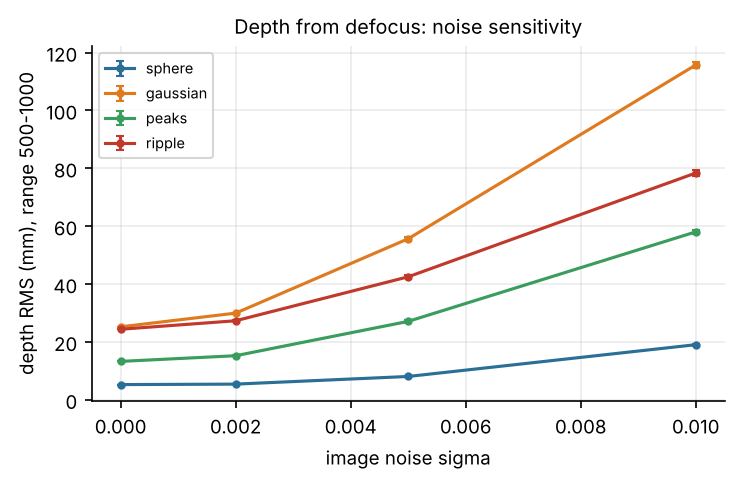 Depth from defocus: noise sensitivity
sphere
gaussian
peaks
ripple
depth RMS (mm), range 500-1000
120
100
80
60
40
20
0
0.000 0.002 0.004 0.006 0.008 0.010
image noise sigma